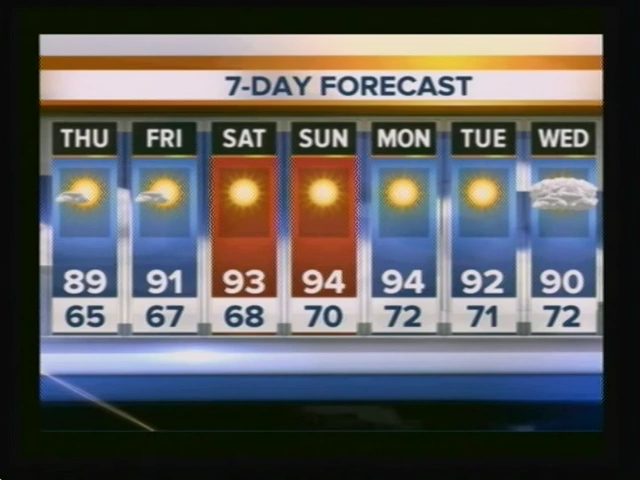 7-DAY FORECAST
THU FRI SAT SUN MON TUE WED
89 91 93 94 94 92 90
65 67 68 70 72 71 72